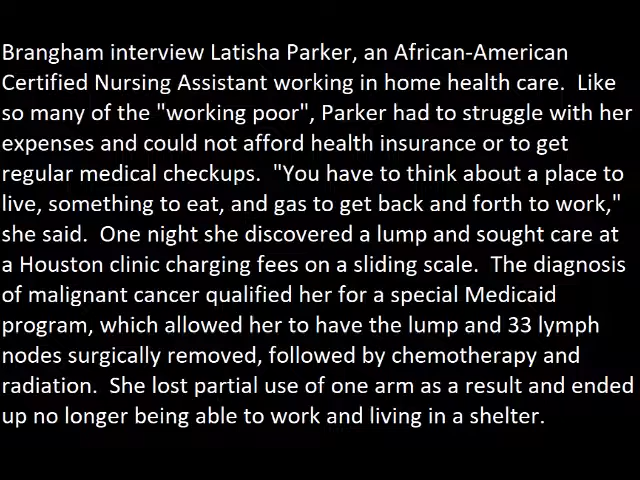 Brangham interview Latisha Parker, an African-American
Certified Nursing Assistant working in home health care.  Like
so many of the "working poor", Parker had to struggle with her
expenses and could not afford health insurance or to get
regular medical checkups.  "You have to think about a place to
live, something to eat, and gas to get back and forth to work,"
she said.  One night she discovered a lump and sought care at
a Houston clinic charging fees on a sliding scale.  The diagnosis
of malignant cancer qualified her for a special Medicaid
program, which allowed her to have the lump and 33 lymph
nodes surgically removed, followed by chemotherapy and
radiation.  She lost partial use of one arm as a result and ended
up no longer being able to work and living in a shelter.